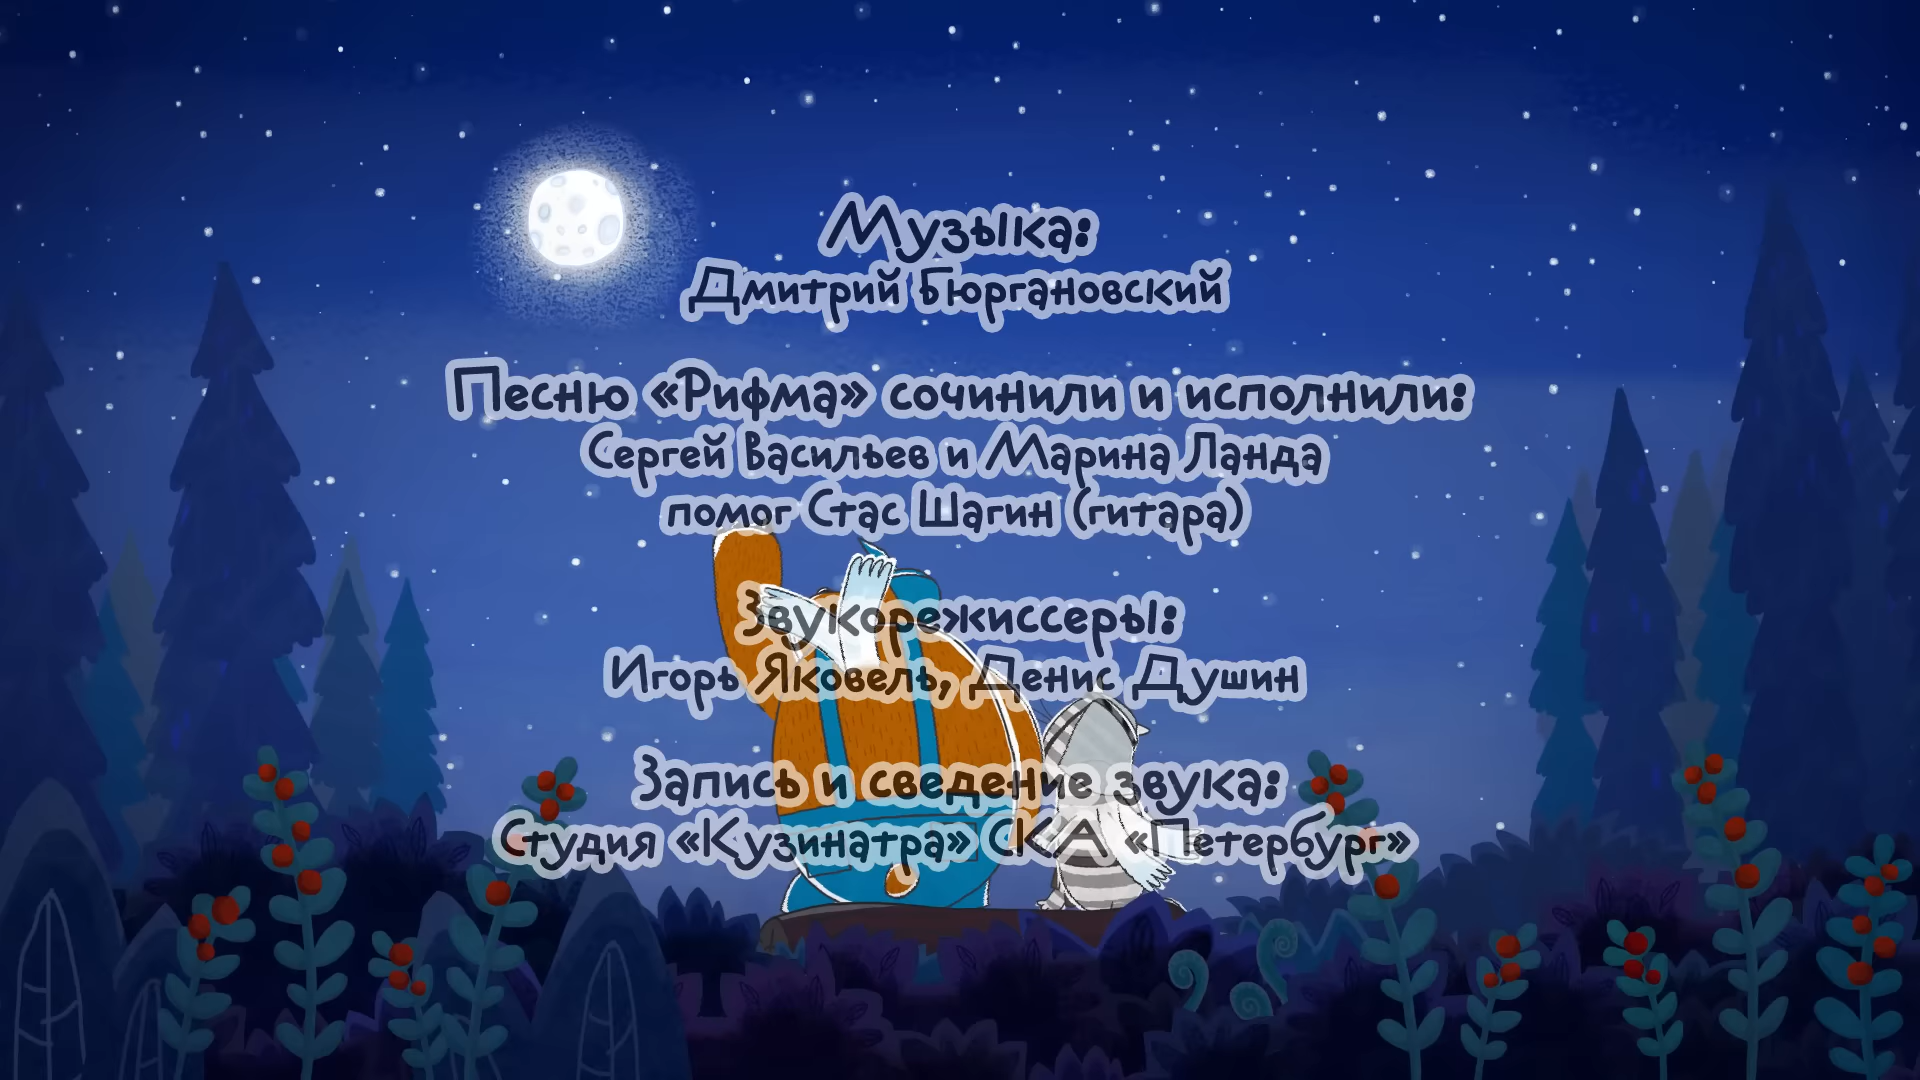 Музыка:
Дмитрий Бюргановский
Песню «Рифма» сочинили и исполнили:
Сергей Васильев и Марина Ланда
помог Стас Шагин (гитара)
Звукорежиссеры:
Игорь Яковель, Денис Душин
Запись и сведение звука:
Студия «Кузинатра» СКА «Петербург»